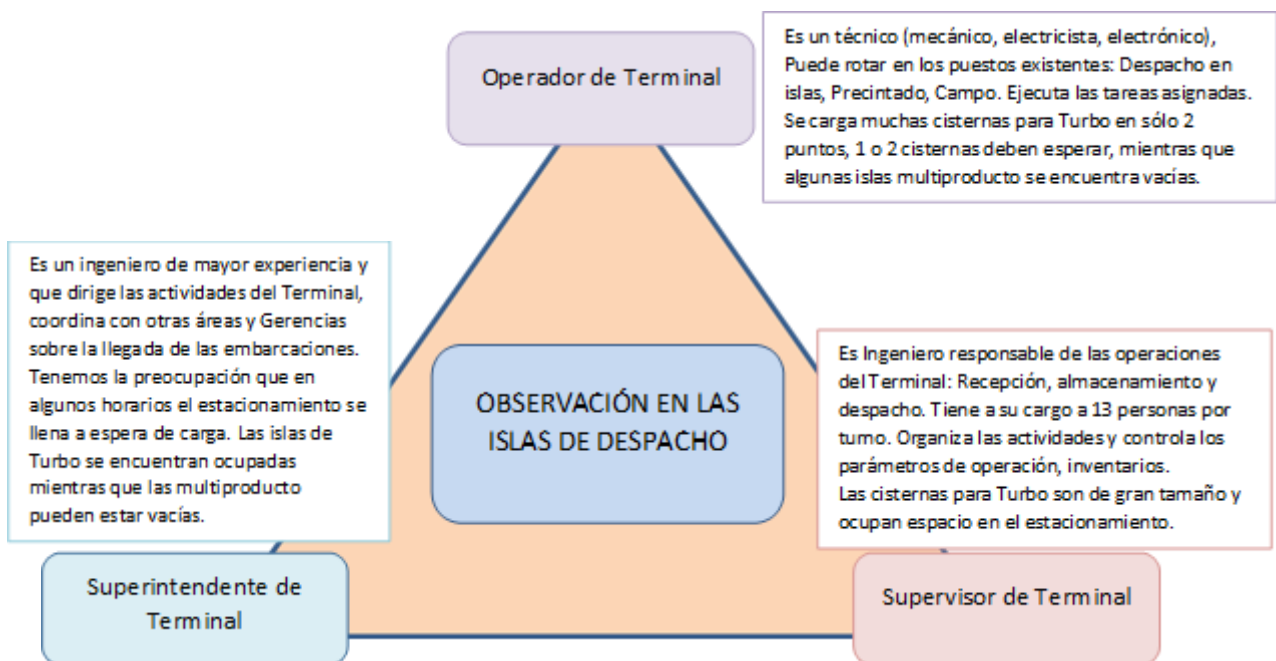 Operador de Terminal
Es un técnico (mecánico, electricista, electrónico),
Puede rotar en los puestos existentes: Despacho en
islas, Precintado, Campo. Ejecuta las tareas asignadas.
Se carga muchas cisternas para Turbo en sólo 2
puntos, 1 o 2 cisternas deben esperar, mientras que
algunas islas multiproducto se encuentra vacías.
Es un ingeniero de mayor experiencia y
que dirige las actividades del Terminal,
coordina con otras áreas y Gerencias
sobre la llegada de las embarcaciones.
Tenemos la preocupación que en
algunos horarios el estacionamiento se
llena a espera de carga. Las islas de
Turbo se encuentran ocupadas
mientras que las multiproducto
pueden estar vacías.
OBSERVACIÓN EN LAS
ISLAS DE DESPACHO
Es Ingeniero responsable de las operaciones
del Terminal: Recepción, almacenamiento y
despacho. Tiene a su cargo a 13 personas por
turno. Organiza las actividades y controla los
parámetros de operación, inventarios.
Las cisternas para Turbo son de gran tamaño y
ocupan espacio en el estacionamiento.
Superintendente de
Terminal
Supervisor de Terminal